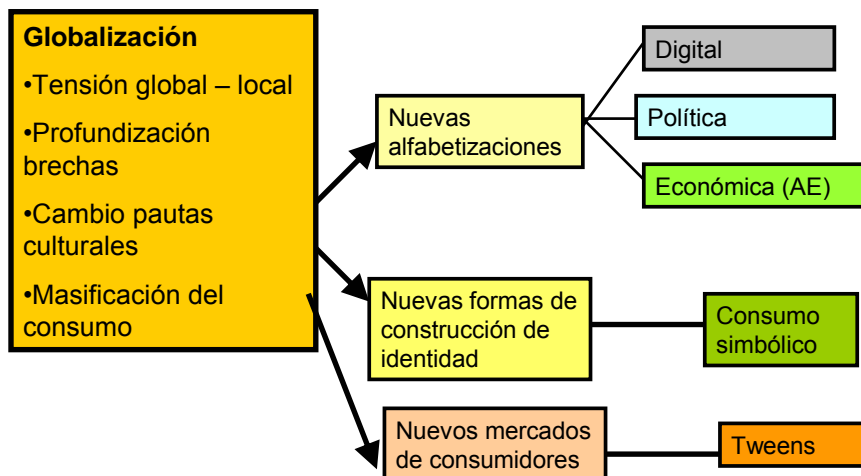 Globalización
•Tensión global – local
•Profundización
brechas
•Cambio pautas
culturales
•Masificación del
consumo
Nuevas
alfabetizaciones
Digital
Política
Económica (AE)
Nuevas formas de
construcción de
identidad
Consumo
simbólico
Nuevos mercados
de consumidores
Tweens